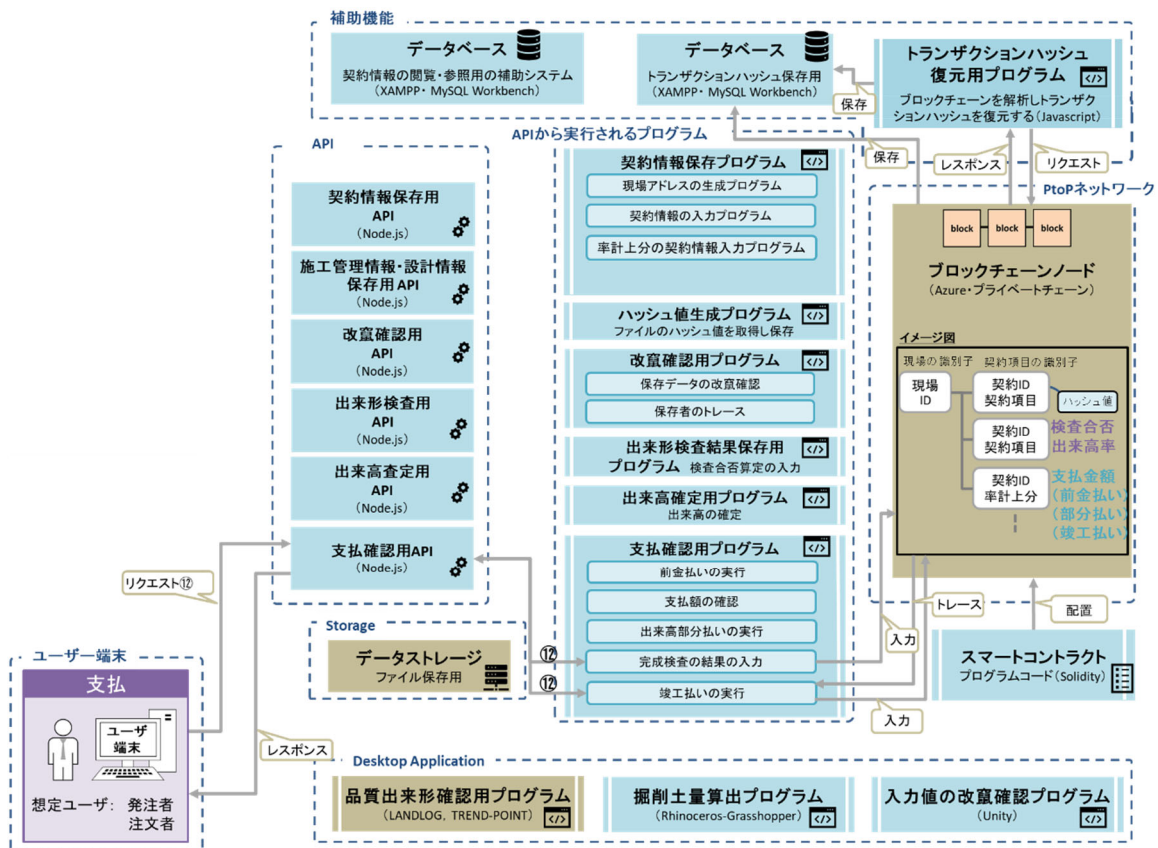 補助機能
データベース
契約情報の閲覧・参照用の補助システム
(XAMPP・ MySQL Workbench)
データベース
トランザクションハッシュ保存用
(XAMPP・ MySQL Workbench)
トランザクションハッシュ
復元用プログラム
ブロックチェーンを解析しトランザク
ションハッシュを復元する(Javascript)
保存
保存
レスポンス
リクエスト
API
契約情報保存用
API
(Node.js)
施工管理情報・設計情報
保存用 API
(Node.js)
改竄確認用
API
(Node.js)
出来形検査用
API
(Node.js)
出来高査定用
API
(Node.js)
支払確認用API
(Node.js)
APIから実行されるプログラム
契約情報保存プログラム
現場アドレスの生成プログラム
契約情報の入力プログラム
率計上分の契約情報入力プログラム
ハッシュ値生成プログラム
ファイルのハッシュ値を取得し保存
改竄確認用プログラム
保存データの改竄確認
保存者のトレース
出来形検査結果保存用
プログラム 検査合否算定の入力
出来高確定用プログラム
出来高の確定
支払確認用プログラム
前金払いの実行
支払額の確認
出来高部分払いの実行
完成検査の結果の入力
竣工払いの実行
PtoPネットワーク
block
block
block
ブロックチェーンノード
(Azure・プライベートチェーン)
イメージ図
現場の識別子 契約項目の識別子
現場
ID
契約ID
契約項目
ハッシュ値
契約ID
契約項目
検査合否
出来高率
契約ID
率計上分
支払金額
(前金払い)
(部分払い)
(竣工払い)
トレース
配置
入力
入力
スマートコントラクト
プログラムコード(Solidity)
リクエスト⑫
レスポンス
⑫
⑫
Storage
データストレージ
ファイル保存用
ユーザー端末
支払
ユーザ
端末
想定ユーザ: 発注者
注文者
Desktop Application
品質出来形確認用プログラム
(LANDLOG, TREND-POINT)
掘削土量算出プログラム
(Rhinoceros-Grasshopper)
入力値の改竄確認プログラム
(Unity)